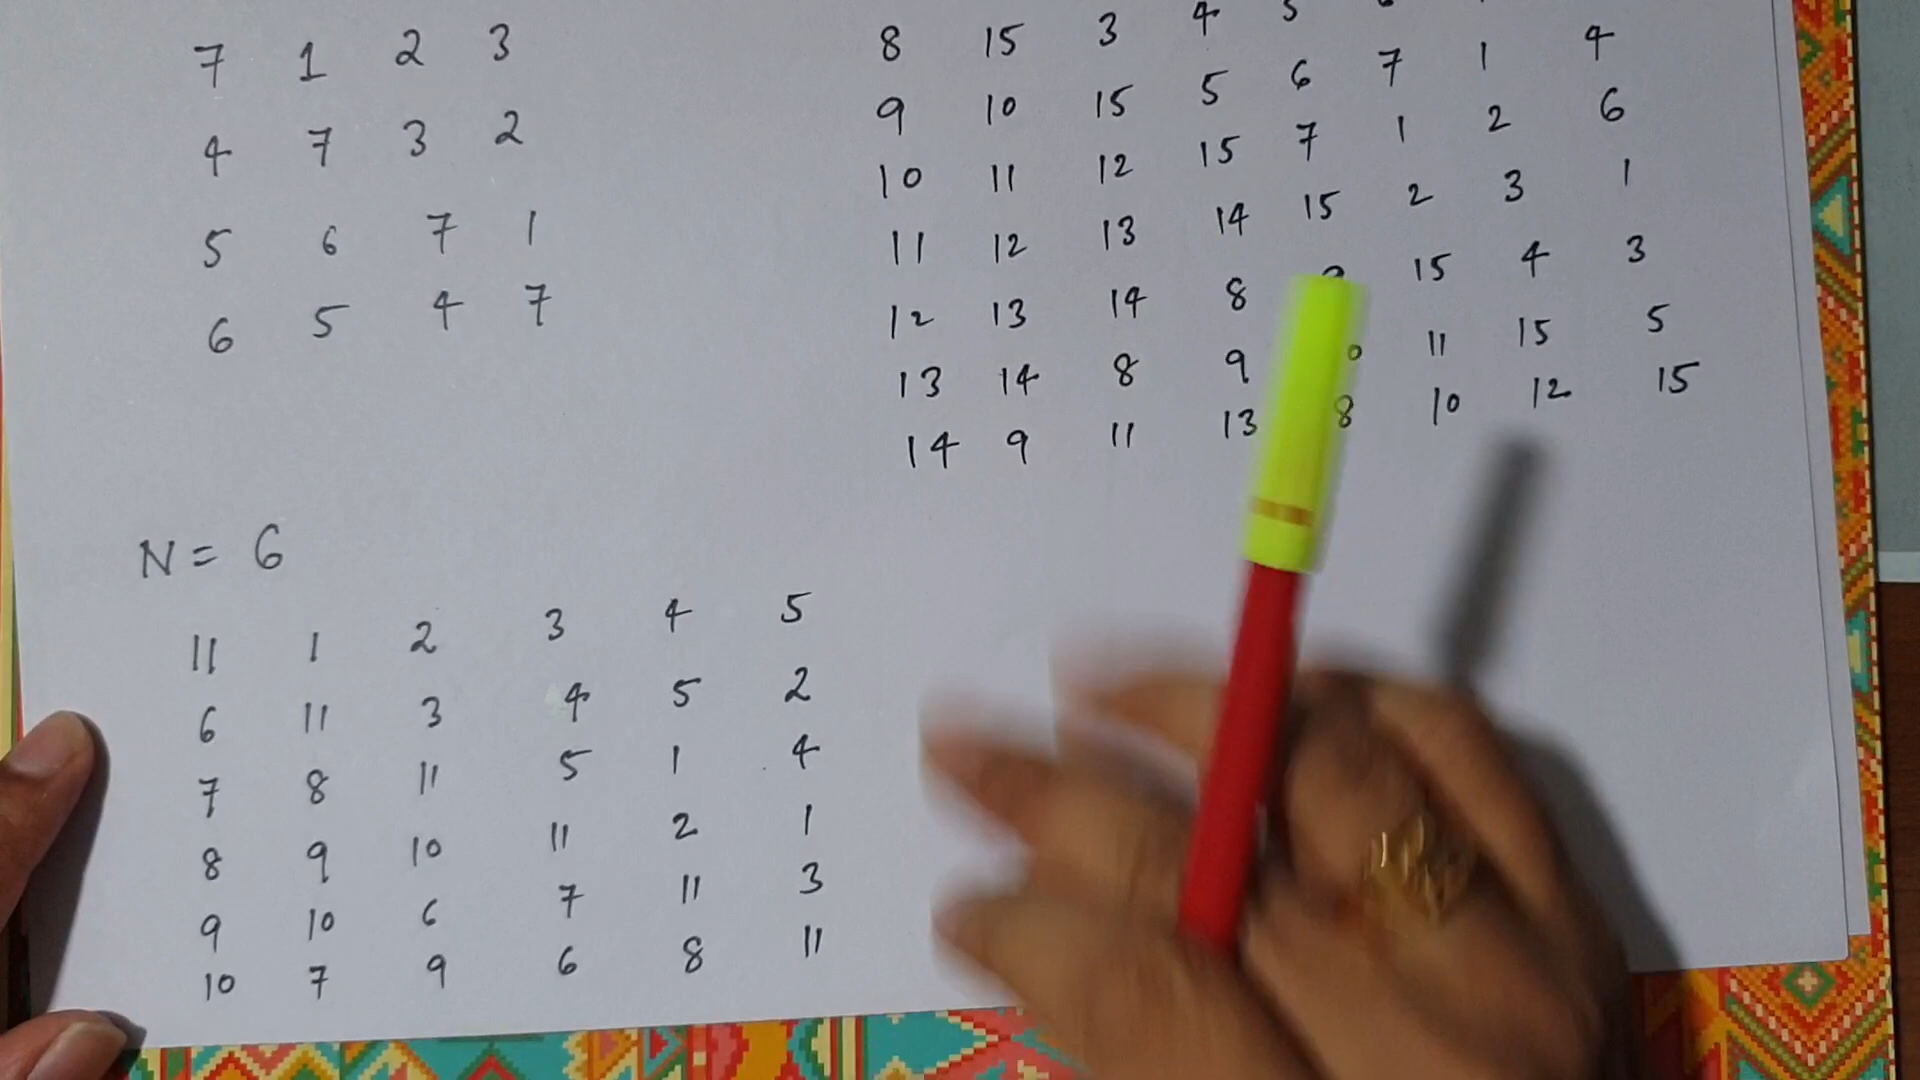 7 1 2 3
4 7 3 2
5 6 7 1
6 5 4 7
8 15 3 4 5
9 10 15 5 6 7 1 4
10 11 12 15 7 1 2 6
11 12 13 14 15 2 3 1
12 13 14 8 15 4 3
13 14 8 9 11 15 5
14 9 11 13 8 10 12 15
N = 6
11 1 2 3 4 5
6 11 3 4 5 2
7 8 11 5 1 4
8 9 10 11 2 1
9 10 6 7 11 3
10 7 9 6 8 11